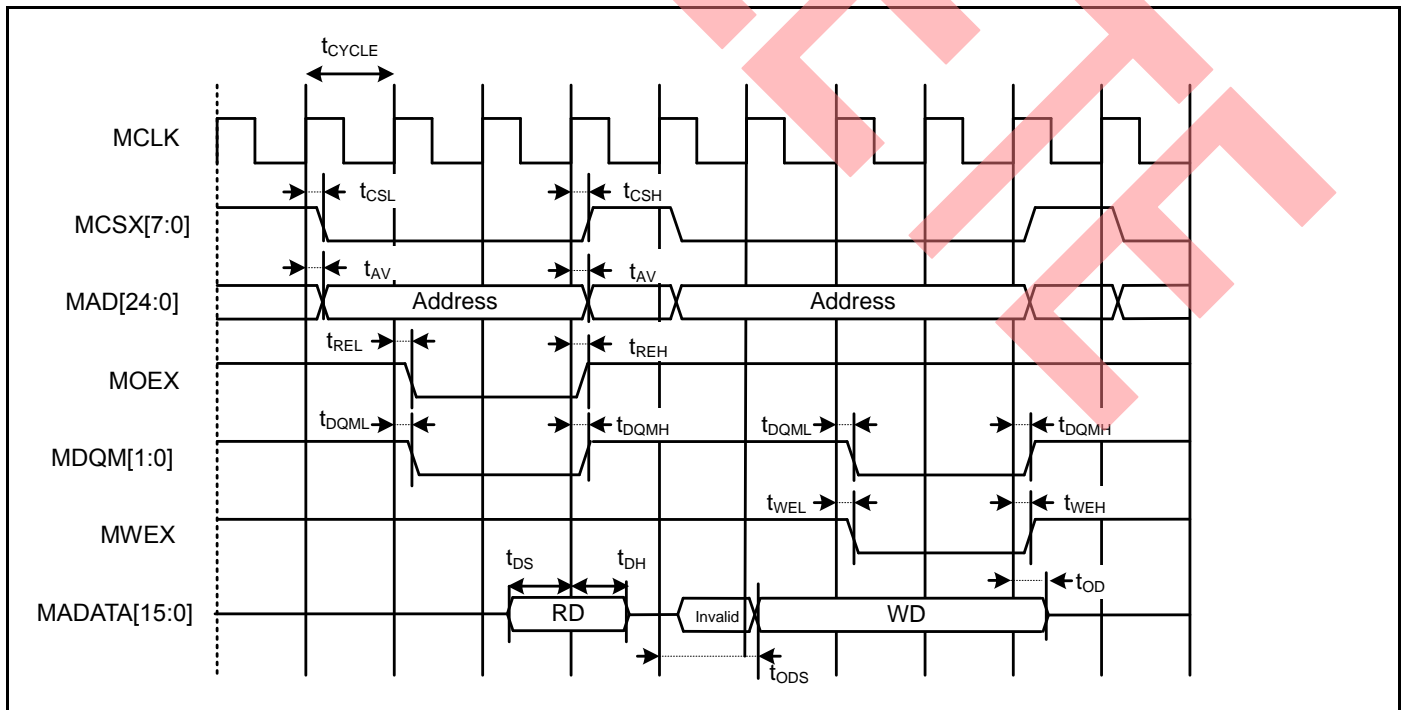 tCYCLE
MCLK
tCSL
tCSH
MCSX[7:0]
tAV
tAV
MAD[24:0]
Address
Address
tREL
tREH
MOEX
tDQML
tDQMH
tDQML
tDQMH
MDQM[1:0]
tWEL
tWEH
MWEX
tDS
tDH
tOD
MADATA[15:0]
RD
Invalid
WD
tODS